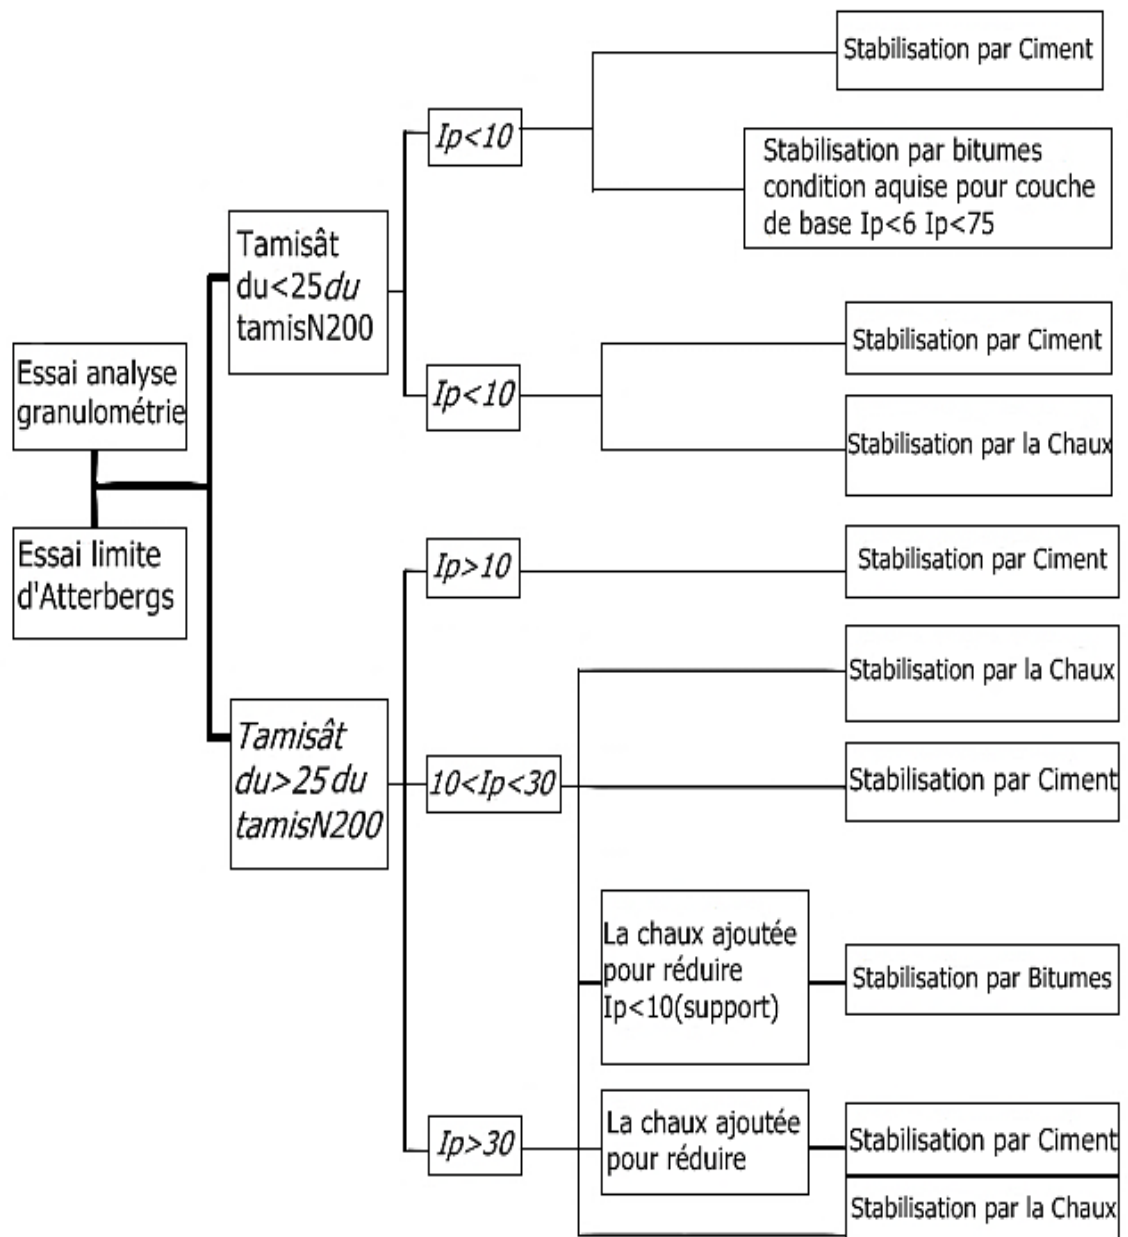 Essai analyse
granulométrie
Essai limite
d'Atterbergs
Tamisât
du<25du
tamisN200
Ip<10
Stabilisation par Ciment
Stabilisation par bitumes
condition aquise pour couche
de base Ip<6 Ip<75
Ip<10
Stabilisation par Ciment
Stabilisation par la Chaux
Tamisât
du>25 du
tamisN200
Ip>10
Stabilisation par Ciment
10<Ip<30
Stabilisation par la Chaux
Stabilisation par Ciment
La chaux ajoutée
pour réduire
Ip<10(support)
Stabilisation par Bitumes
Ip>30
La chaux ajoutée
pour réduire
Stabilisation par Ciment
Stabilisation par la Chaux